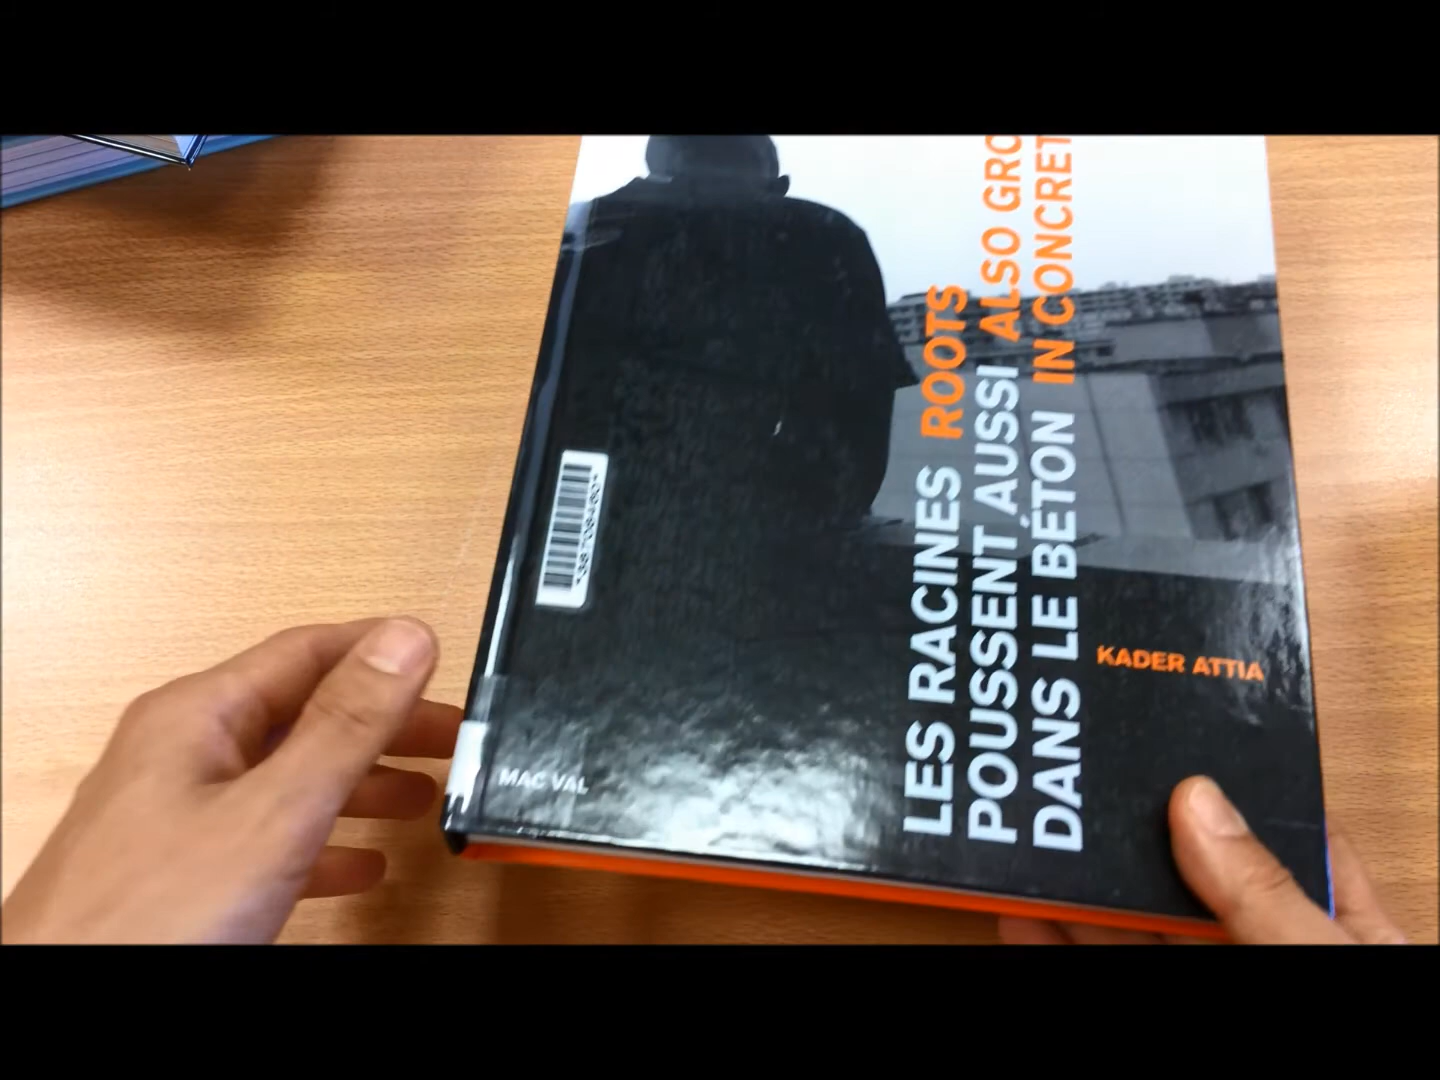 LES RACINES ROOTS
POUSSENT AUSSI ALSO GRO
DANS LE BÉTON IN CONCRET
KADER ATTIA
MAC VAL